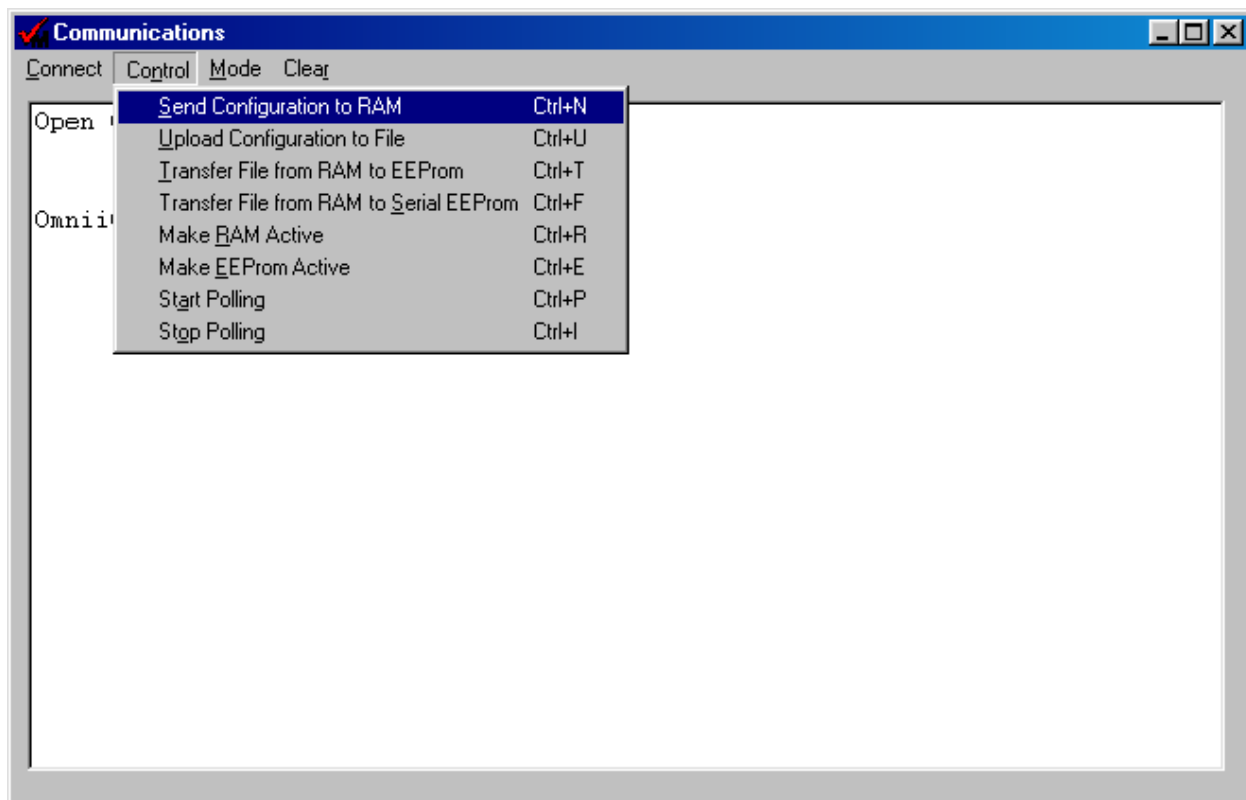 Communications
Connect Control Mode Clear
Open
Send Configuration to RAM Ctrl+N
Upload Configuration to File Ctrl+U
Transfer File from RAM to EEProm Ctrl+T
Transfer File from RAM to Serial EEProm Ctrl+F
Make RAM Active Ctrl+R
Make EEProm Active Ctrl+E
Start Polling Ctrl+P
Stop Polling Ctrl+I